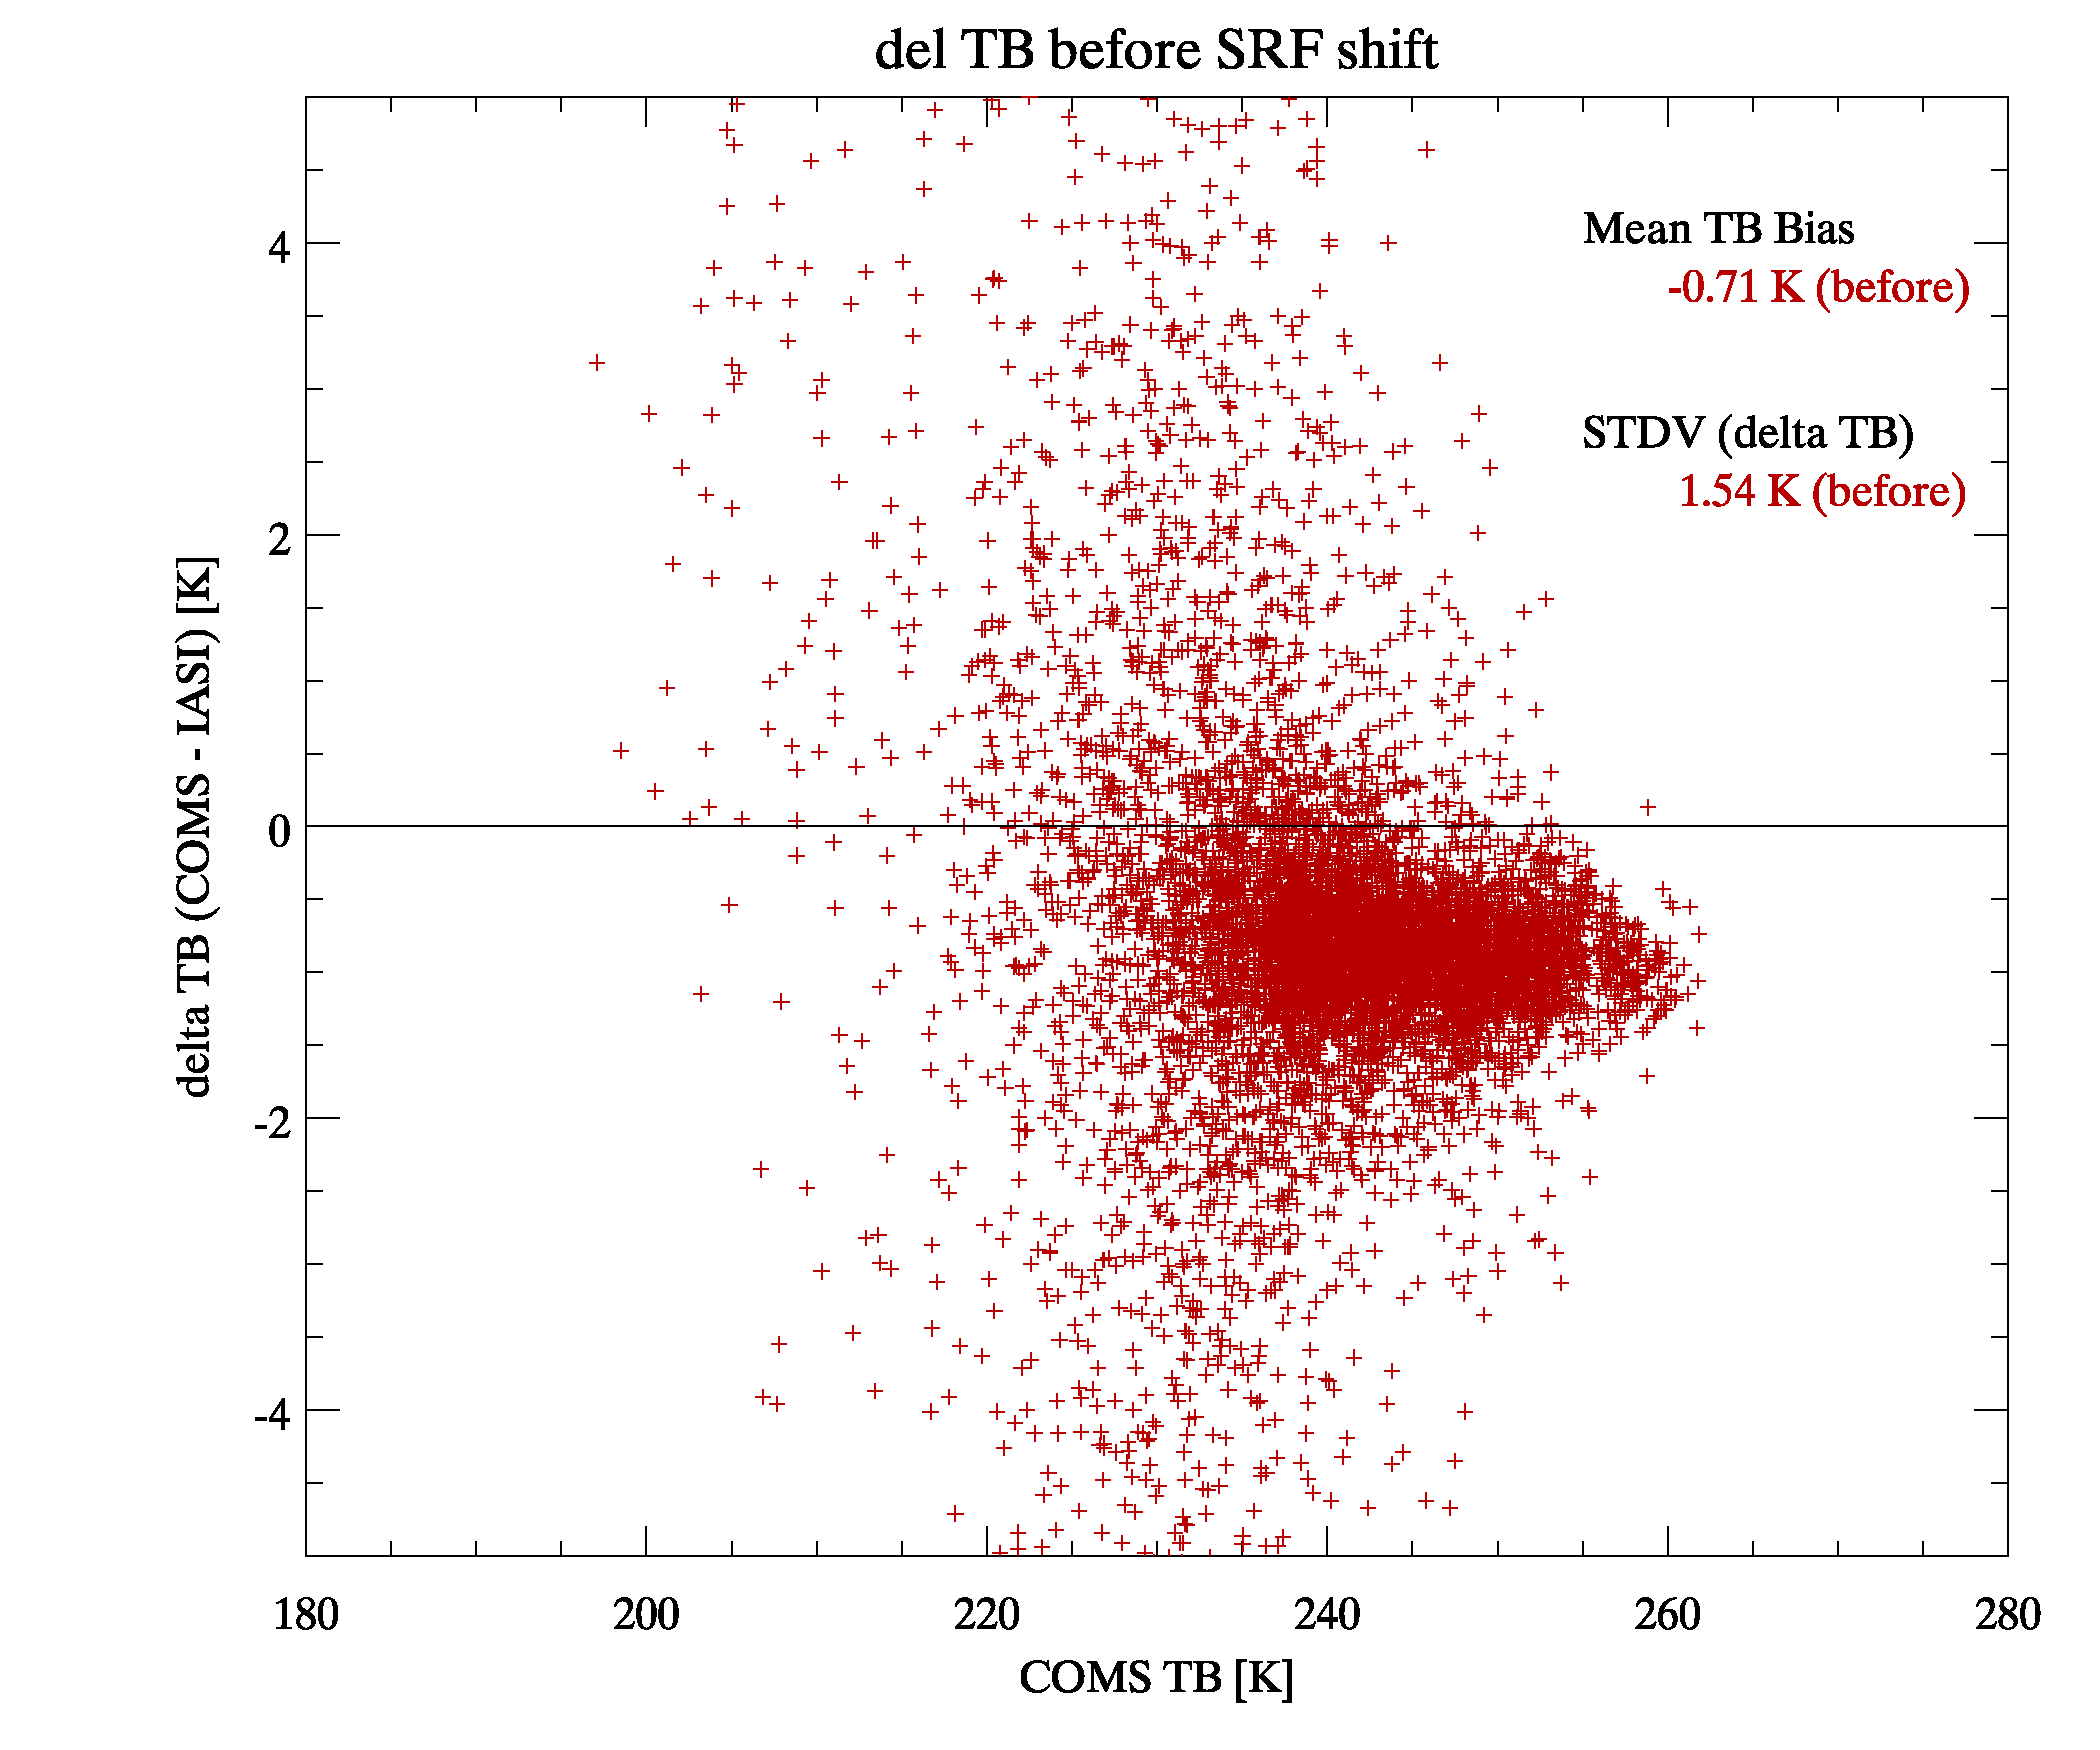 del TB before SRF shift
Mean TB Bias
-0.71 K (before)
STDV (delta TB)
1.54 K (before)
delta TB (COMS - IASI) [K]
4
2
0
-2
-4
180 200 220 240 260 280
COMS TB [K]